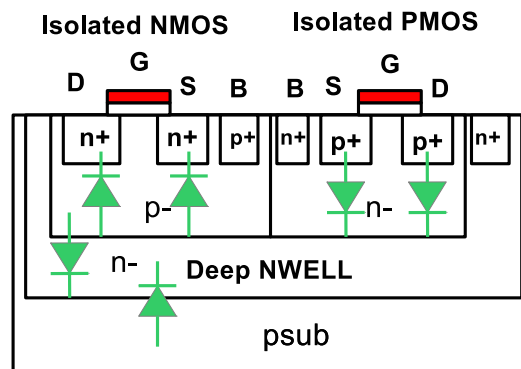 Isolated NMOS
Isolated PMOS
D G S B B S G D
n+ n+ p+ n+ p+ p+ n+
p- n-
n- Deep NWELL
psub